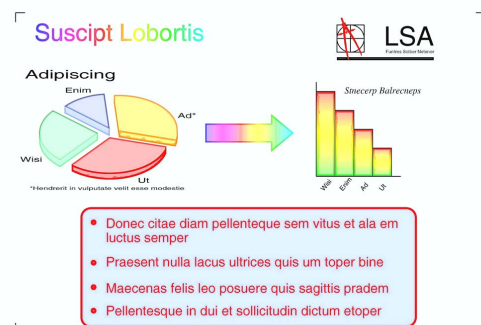 Suscipt Lobortis
LSA
Adipiscing
Enim
Ad*
Wisi
Ut
*Hendrerit in vulputate velit esse modestie
Smecerp Balrecneps
Wisi
Enim
Ad
Ut
Donec citae diam pellenteque sem vitus et ala em
luctus semper
Praesent nulla lacus ultrices quis um toper bine
Maecenas felis leo posuere quis sagittis pradem
Pellentesque in dui et sollicitudin dictum etoper